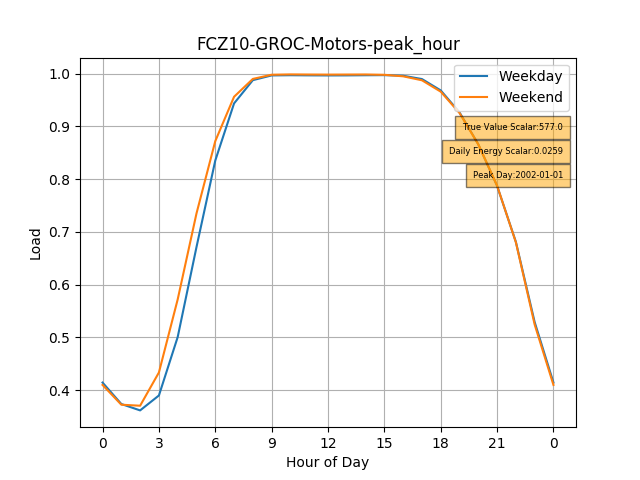 FCZ10-GROC-Motors-peak_hour
Weekday
Weekend
True Value Scalar:577.0
Daily Energy Scalar:0.0259
Peak Day:2002-01-01
Load
1.0
0.9
0.8
0.7
0.6
0.5
0.4
0 3 6 9 12 15 18 21 0
Hour of Day